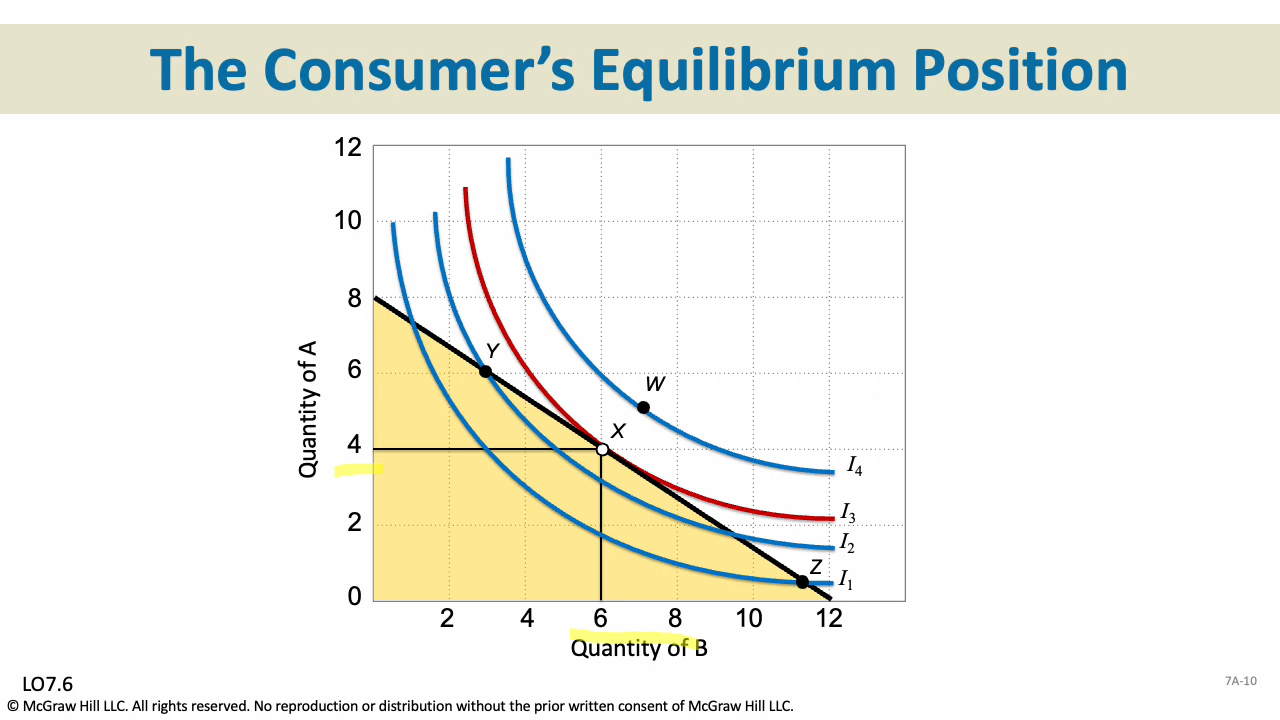 The Consumer's Equilibrium Position
12
10
8
6
4
2
0
Quantity of A
Y
W
X
Z
I4
I3
I2
I1
2 4 6 8 10 12
Quantity of B
LO7.6
7A-10
© McGraw Hill LLC. All rights reserved. No reproduction or distribution without the prior written consent of McGraw Hill LLC.